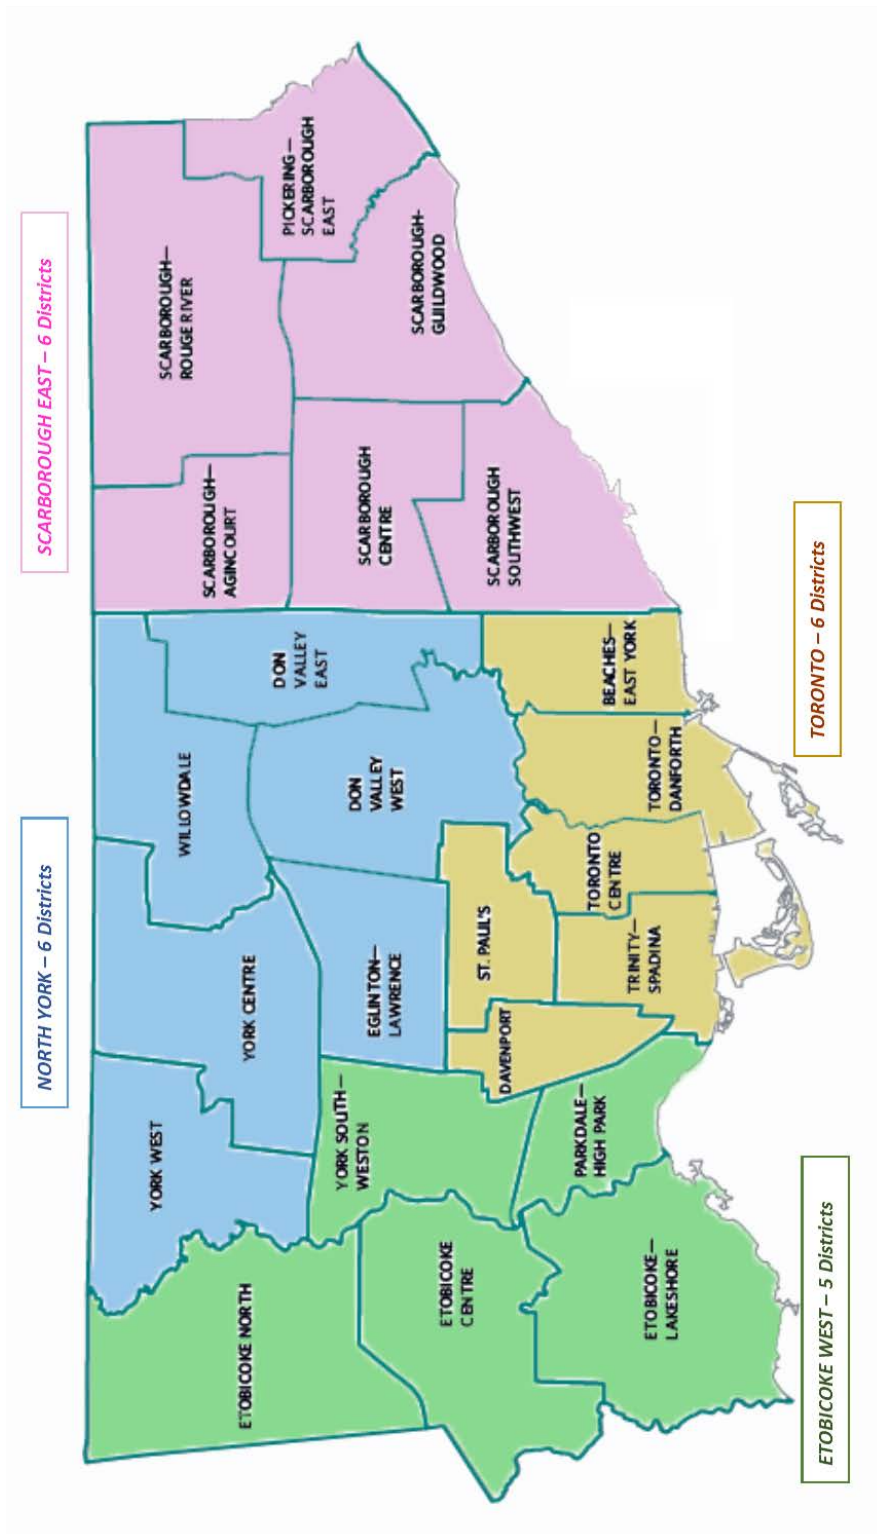 SCARBOROUGH EAST – 6 Districts
NORTH YORK – 6 Districts
SCARBOROUGH—
ROUGE RIVER
PICKERING—
SCARBOROUGH
EAST
SCARBOROUGH-
GUILDWOOD
SCARBOROUGH—
AGINCOURT
SCARBOROUGH
CENTRE
SCARBOROUGH
SOUTHWEST
DON
VALLEY
EAST
WILLOWDALE
DON
VALLEY
WEST
YORK CENTRE
EGLINTON—
LAWRENCE
YORK WEST
BEACHES—
EAST YORK
TORONTO—
DANFORTH
TORONTO
CENTRE
ST. PAUL'S
TRINITY—
SPADINA
DAVENPORT
YORK SOUTH—
WESTON
PARKDALE—
HIGH PARK
ETOBICOKE NORTH
ETOBICOKE
CENTRE
ETOBICOKE—
LAKESHORE
TORONTO – 6 Districts
ETOBICOKE WEST – 5 Districts